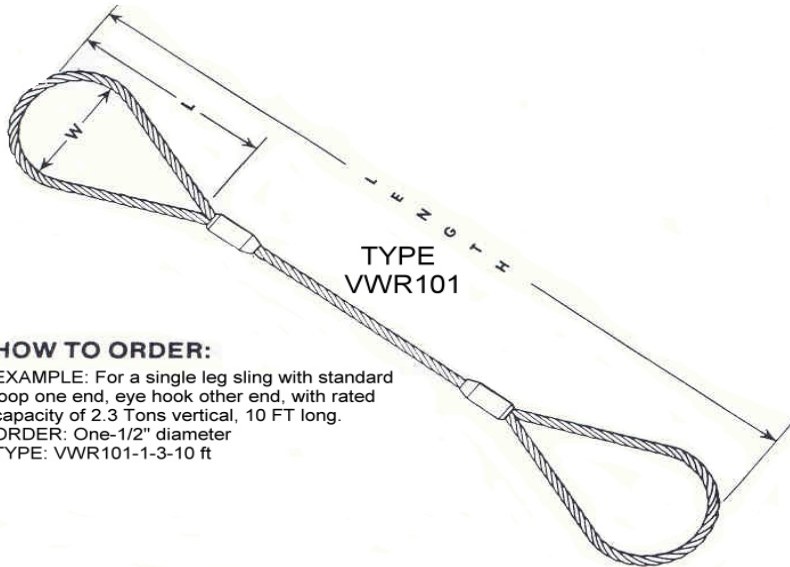 W
L
LENGTH
TYPE
VWR101
HOW TO ORDER:
EXAMPLE: For a single leg sling with standard
loop one end, eye hook other end, with rated
capacity of 2.3 Tons vertical, 10 FT long.
ORDER: One-1/2" diameter
TYPE: VWR101-1-3-10 ft